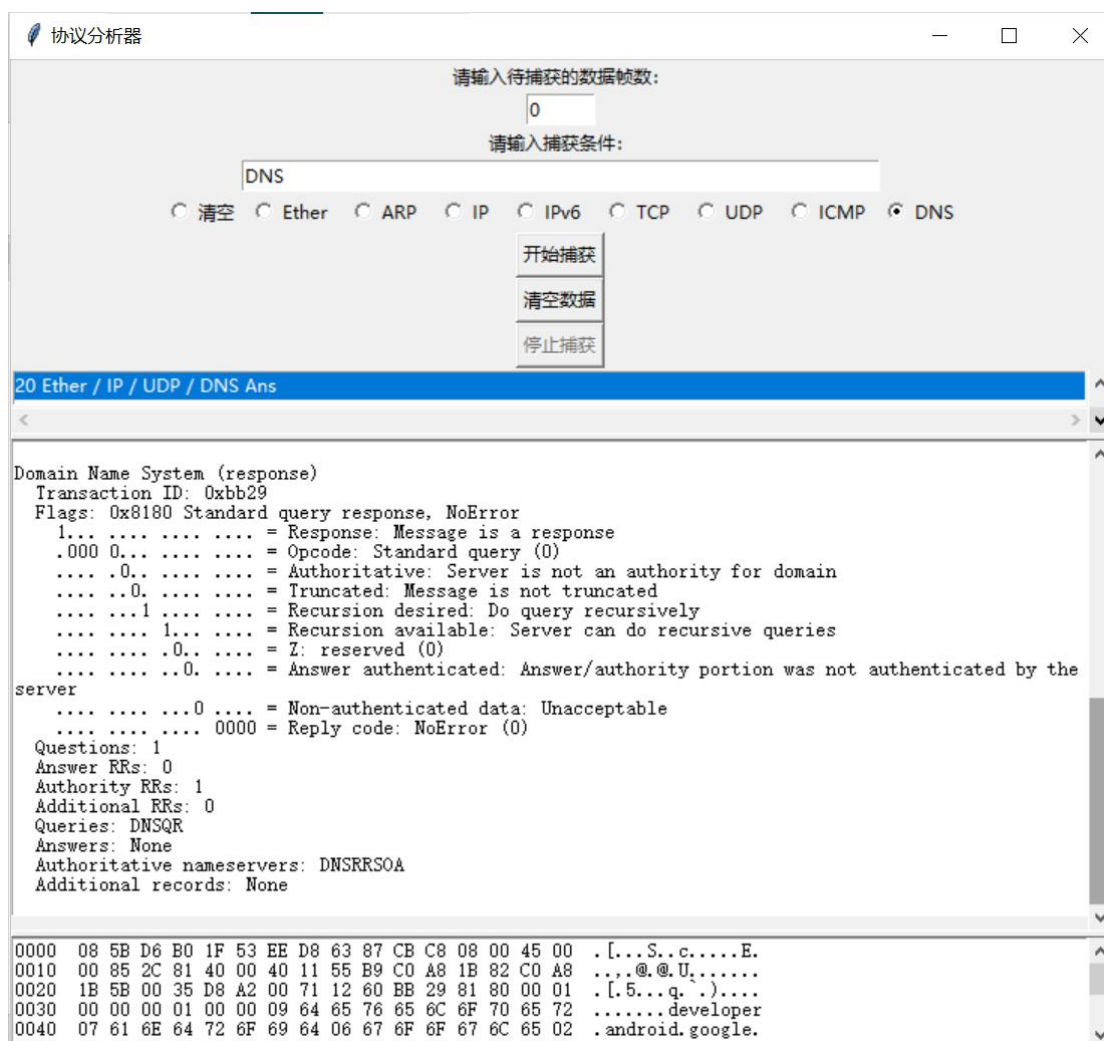 协议分析器
请输入待捕获的数据帧数:
0
请输入捕获条件:
DNS
清空 Ether ARP IP IPv6 TCP UDP ICMP DNS
开始捕获
清空数据
停止捕获
20 Ether / IP / UDP / DNS Ans
Domain Name System (response)
Transaction ID: 0xbb29
Flags: 0x8180 Standard query response, NoError
1... .... .... .... = Response: Message is a response
.000 0... .... .... = Opcode: Standard query (0)
.... .0.. .... .... = Authoritative: Server is not an authority for domain
.... ..0. .... .... = Truncated: Message is not truncated
.... ...1 .... .... = Recursion desired: Do query recursively
.... .... 1... .... = Recursion available: Server can do recursive queries
.... .... .0.. .... = Z: reserved (0)
.... .... ..0. .... = Answer authenticated: Answer/authority portion was not authenticated by the
server
.... .... ...0 .... = Non-authenticated data: Unacceptable
.... .... .... 0000 = Reply code: NoError (0)
Questions: 1
Answer RRs: 0
Authority RRs: 1
Additional RRs: 0
Queries: DNSQR
Answers: None
Authoritative nameservers: DNSRRSOA
Additional records: None
0000 08 5B D6 B0 1F 53 EE D8 63 87 CB C8 08 00 45 00 .[...S..c.....E.
0010 00 85 2C 81 40 00 40 11 55 B9 C0 A8 1B 82 C0 A8 ..,.@.@.U.......
0020 1B 5B 00 35 D8 A2 00 71 12 60 BB 29 81 80 00 01 .[.5...q.`.)....
0030 00 00 00 01 00 00 09 64 65 76 65 6C 6F 70 65 72 .......developer
0040 07 61 6E 64 72 6F 69 64 06 67 6F 6F 67 6C 65 02 .android.google.